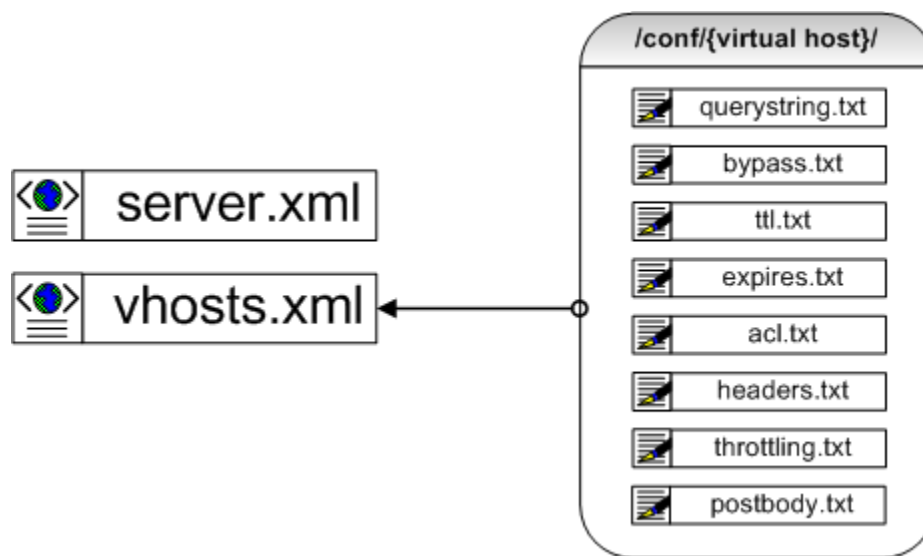 /conf/{virtual host}/
querystring.txt
bypass.txt
ttl.txt
expires.txt
acl.txt
headers.txt
throttling.txt
postbody.txt
server.xml
vhosts.xml